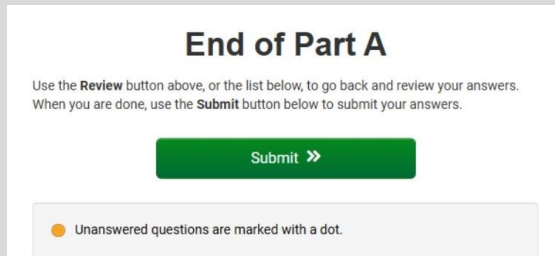 End of Part A
Use the Review button above, or the list below, to go back and review your answers.
When you are done, use the Submit button below to submit your answers.
Submit »
Unanswered questions are marked with a dot.